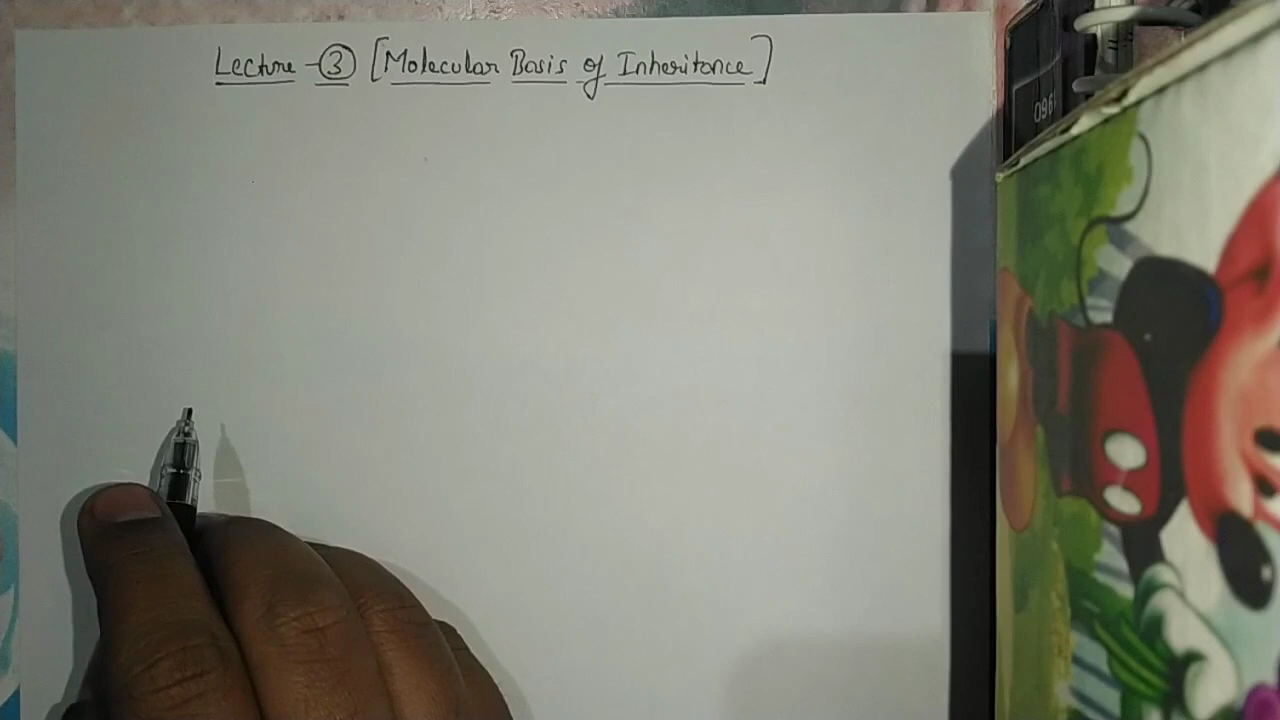 Lecture - ③ [Molecular Basis of Inheritance]